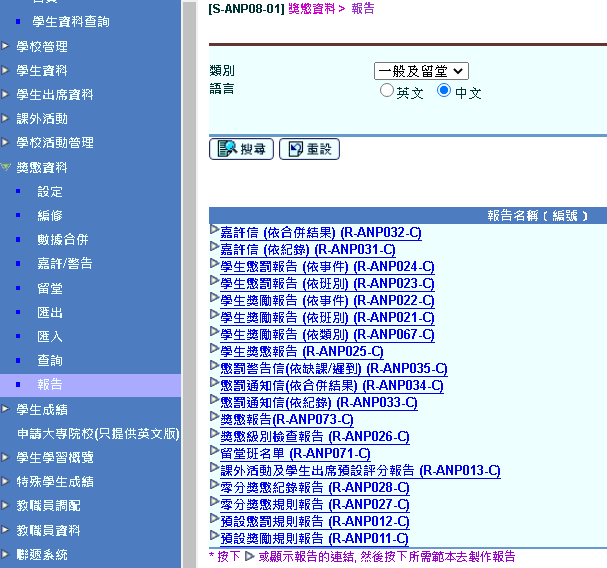 學生資料查詢
學校管理
學生資料
學生出席資料
課外活動
學校活動管理
獎懲資料
設定
編修
數據合併
嘉許/警告
留堂
匯出
匯入
查詢
報告
學生成績
申請大專院校(只提供英文版)
學生學習概覽
特殊學生成績
教職員調配
教職員資料
聯遞系統
[S-ANP08-01] 獎懲資料 > 報告
類別 一般及留堂
語言 英文 中文
搜尋 重設
報告名稱 ( 編號 )
嘉許信 (依合併結果) (R-ANP032-C)
嘉許信 (依紀錄) (R-ANP031-C)
學生懲罰報告 (依事件) (R-ANP024-C)
學生懲罰報告 (依班別) (R-ANP023-C)
學生獎勵報告 (依事件) (R-ANP022-C)
學生獎勵報告 (依班別) (R-ANP021-C)
學生獎勵報告 (依類別) (R-ANP067-C)
學生獎懲報告 (R-ANP025-C)
懲罰警告信(依缺課/遲到) (R-ANP035-C)
懲罰通知信(依合併結果) (R-ANP034-C)
懲罰通知信(依紀錄) (R-ANP033-C)
獎懲報告(R-ANP073-C)
獎懲級別檢查報告 (R-ANP026-C)
留堂班名單 (R-ANP071-C)
課外活動及學生出席預設評分報告 (R-ANP013-C)
零分獎懲紀錄報告 (R-ANP028-C)
零分獎懲規則報告 (R-ANP027-C)
預設懲罰規則報告 (R-ANP012-C)
預設獎勵規則報告 (R-ANP011-C)
* 按下 或顯示報告的連結, 然後按下所需範本去製作報告